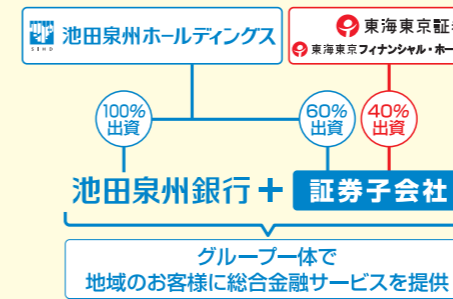 池田泉州ホールディングス
SIHD
東海東京証
東海東京フィナンシャル・ホー
100%
出資
60%
出資
40%
出資
池田泉州銀行+証券子会社
グループ一体で
地域のお客様に総合金融サービスを提供